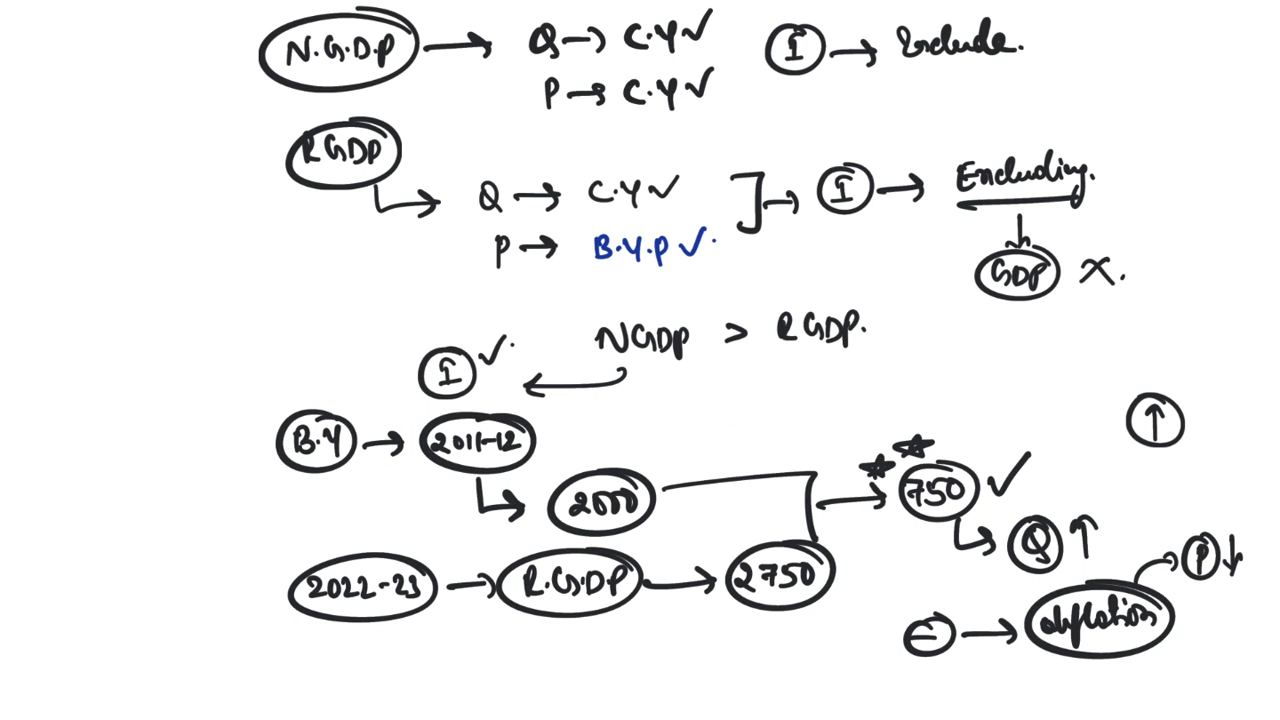 N.G.D.P → Q → C.Y ✓ I → Include.
P → C.Y ✓
RGDP
Q → C.Y ✓ I → Excluding.
P → B.Y.P ✓
GDP X.
NGDP > RGDP.
I ✓
B.Y → 2011-12
↑
2000 → 750 ✓
Q ↑
2022-23 → R.G.D.P → 2750
P ↓
− → deflation